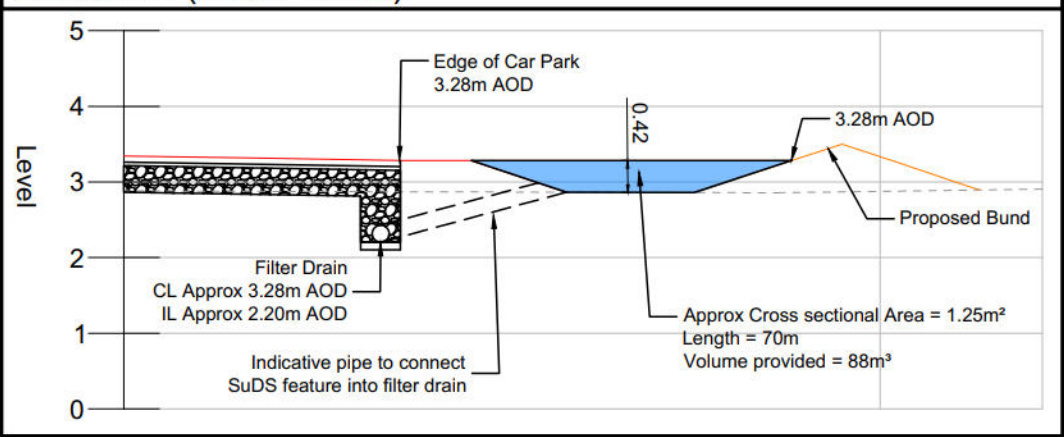 5
Edge of Car Park
3.28m AOD
4
0.42
3.28m AOD
Level
3
Proposed Bund
2
Filter Drain
CL Approx 3.28m AOD
IL Approx 2.20m AOD
Approx Cross sectional Area = 1.25m²
Length = 70m
Volume provided = 88m³
1
Indicative pipe to connect
SuDS feature into filter drain
0